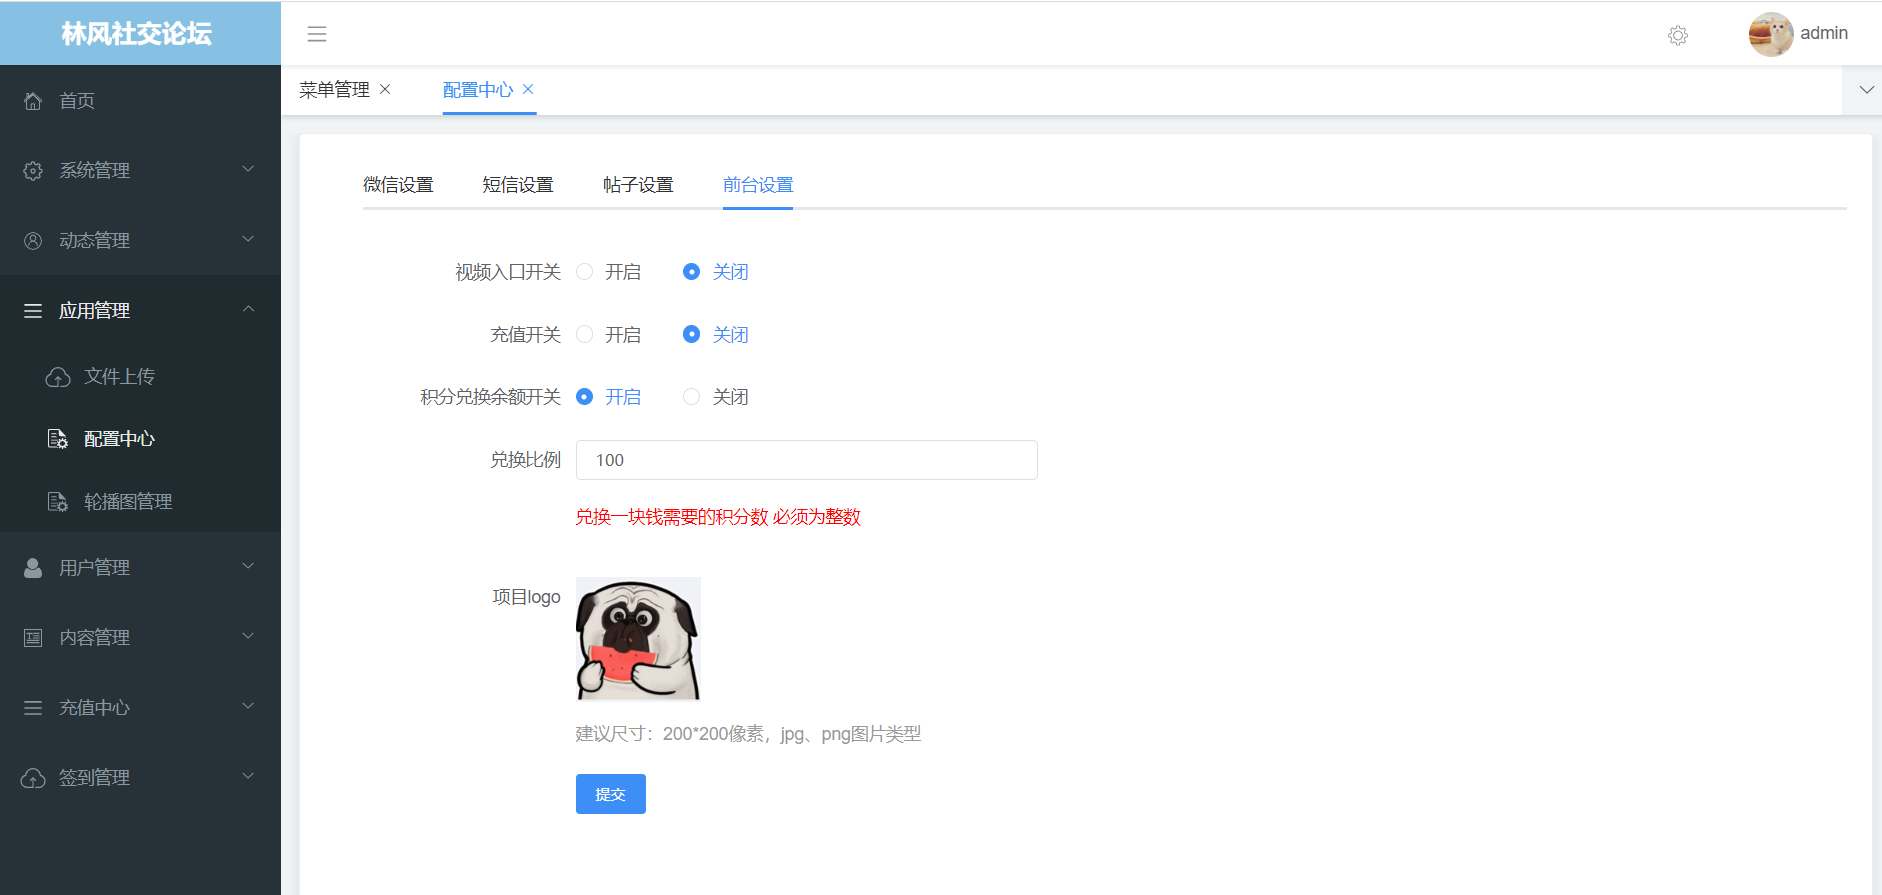 林风社交论坛
admin
首页
系统管理
动态管理
应用管理
文件上传
配置中心
轮播图管理
用户管理
内容管理
充值中心
签到管理
菜单管理
配置中心
微信设置 短信设置 帖子设置 前台设置
视频入口开关 开启 关闭
充值开关 开启 关闭
积分兑换余额开关 开启 关闭
兑换比例 100
兑换一块钱需要的积分数 必须为整数
项目logo
建议尺寸：200*200像素，jpg、png图片类型
提交